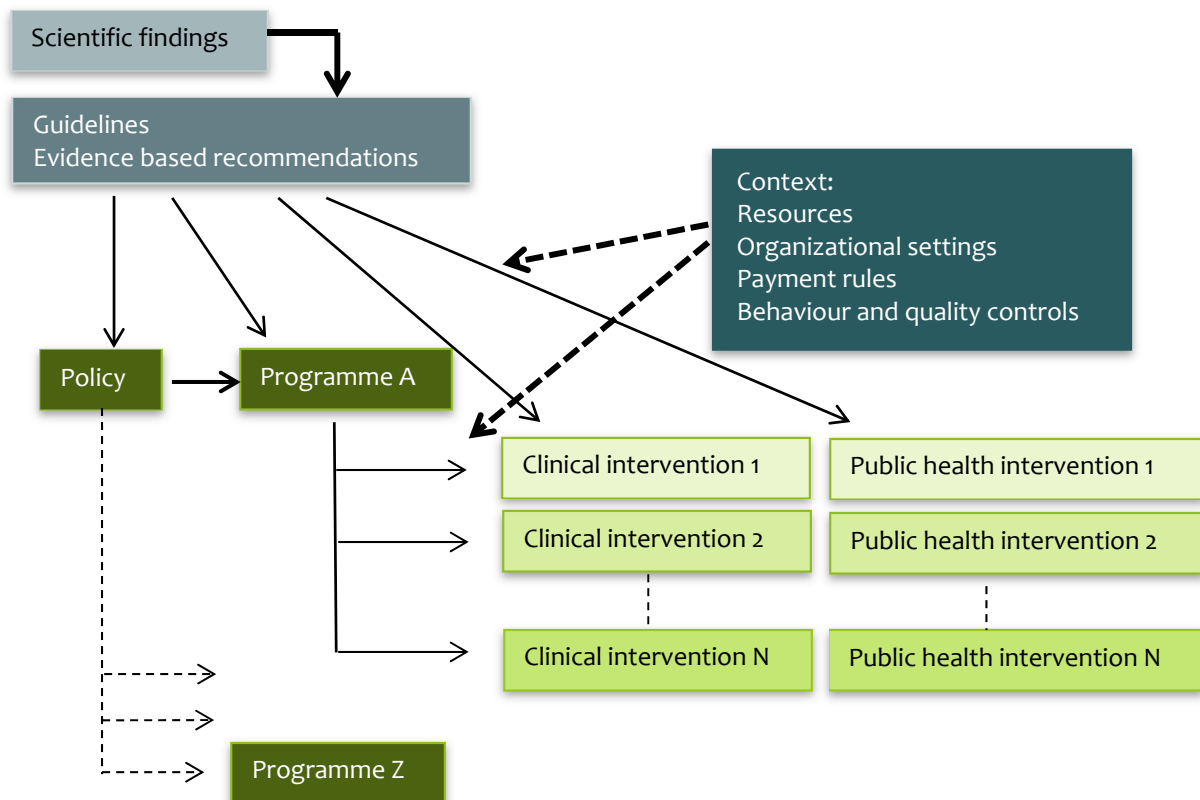 Scientific findings
Guidelines
Evidence based recommendations
Context:
Resources
Organizational settings
Payment rules
Behaviour and quality controls
Policy
Programme A
Clinical intervention 1
Public health intervention 1
Clinical intervention 2
Public health intervention 2
Clinical intervention N
Public health intervention N
Programme Z